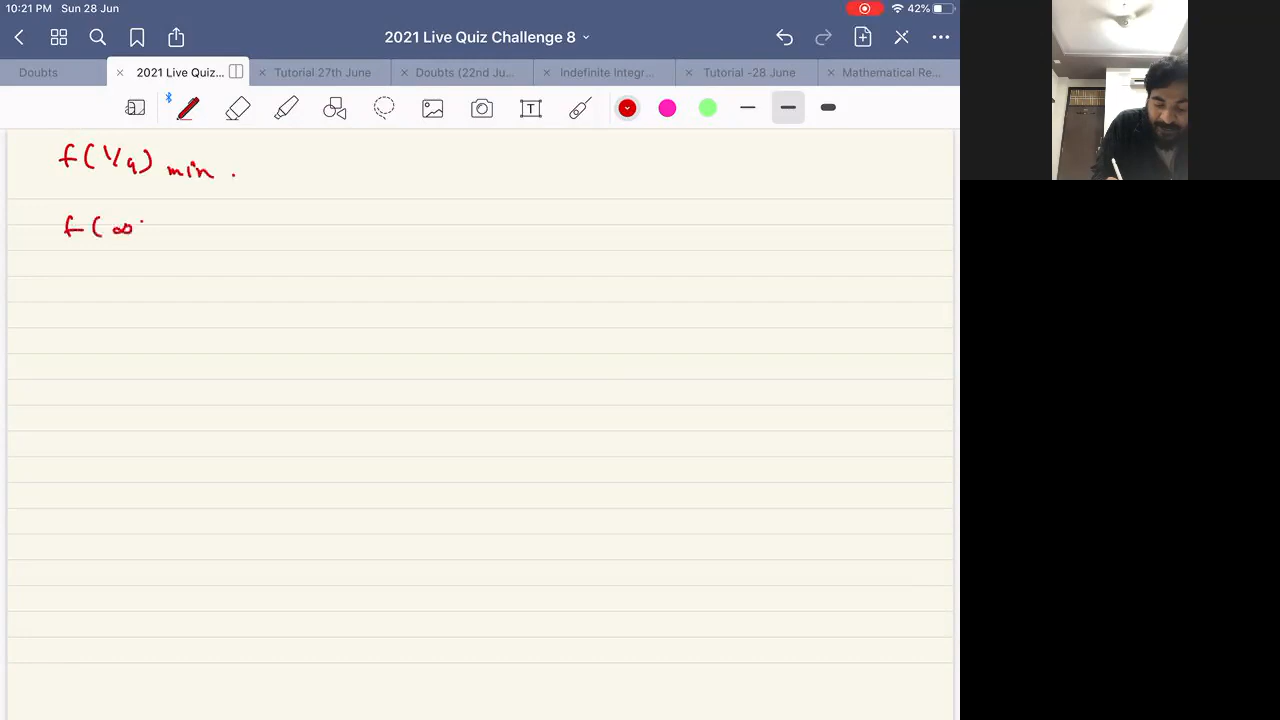 10:21 PM Sun 28 Jun
42%
2021 Live Quiz Challenge 8
Doubts
2021 Live Quiz...
Tutorial 27th June
Doubts (22nd Ju...
Indefinite Integr...
Tutorial -28 June
Mathematical Re...
f(1/9) min.
f(∞